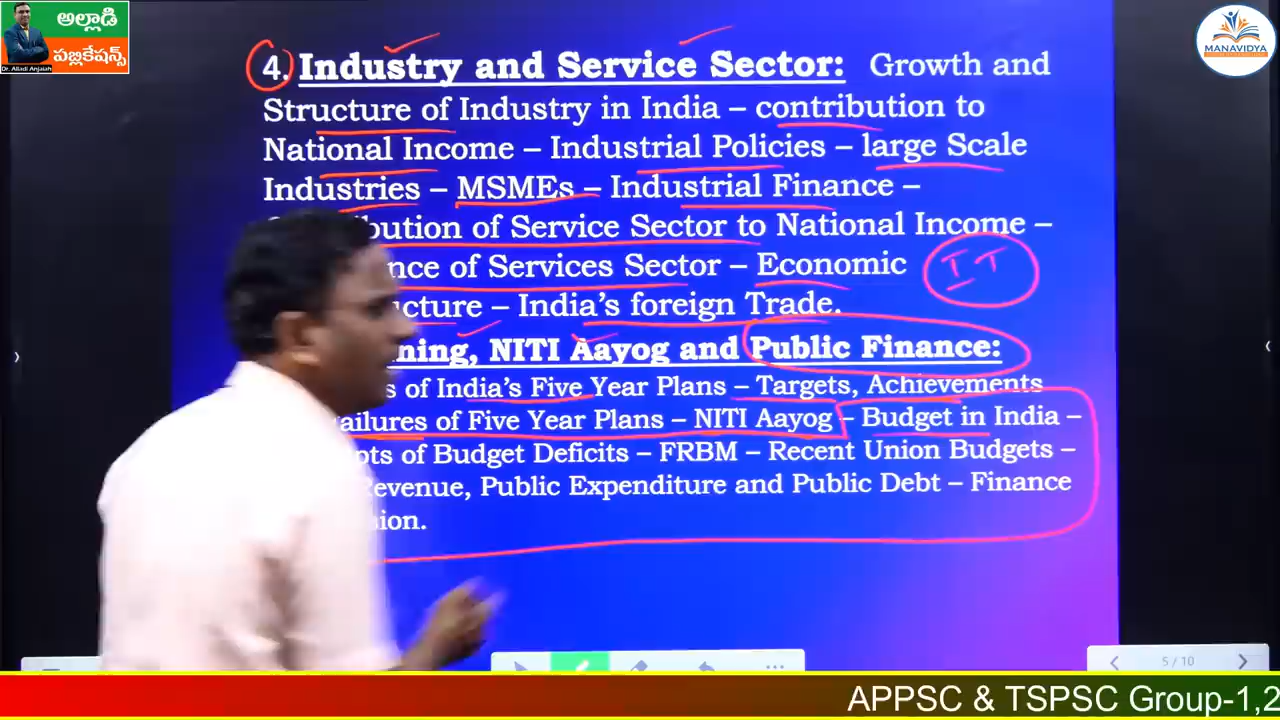 అల్లాడి
పబ్లికేషన్స్
Dr. Alladi Anjaiah
MANAVIDYA
4. Industry and Service Sector: Growth and
Structure of Industry in India – contribution to
National Income – Industrial Policies – large Scale
Industries – MSMEs – Industrial Finance –
bution of Service Sector to National Income –
nce of Services Sector – Economic
IT
cture – India's foreign Trade.
ning, NITI Aayog and Public Finance:
s of India's Five Year Plans – Targets, Achievements
ailures of Five Year Plans – NITI Aayog – Budget in India –
pts of Budget Deficits – FRBM – Recent Union Budgets –
Revenue, Public Expenditure and Public Debt – Finance
ion.
5 / 10
APPSC & TSPSC Group-1,2